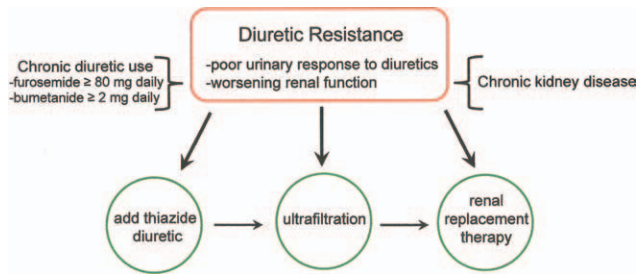 Diuretic Resistance
-poor urinary response to diuretics
-worsening renal function
Chronic diuretic use
-furosemide ≥ 80 mg daily
-bumetanide ≥ 2 mg daily
Chronic kidney disease
add thiazide
diuretic
ultrafiltration
renal
replacement
therapy